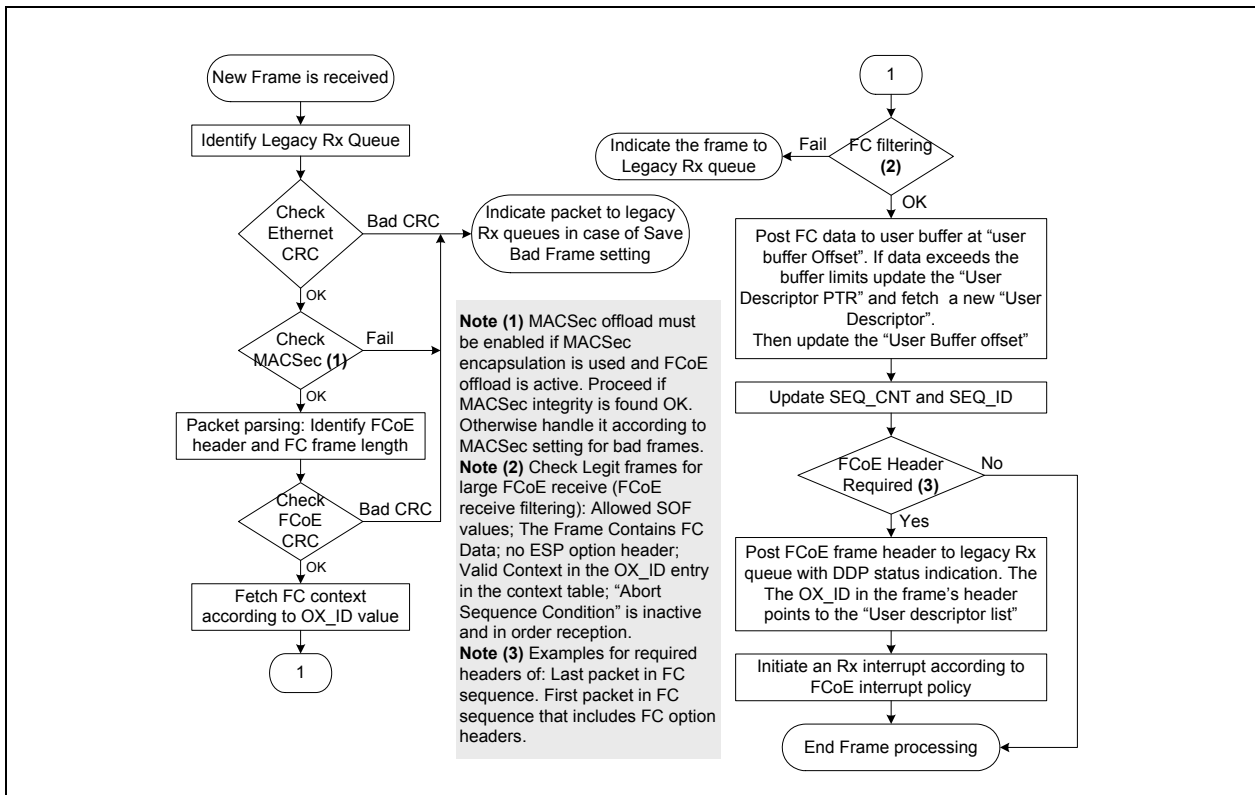 New Frame is received
Identify Legacy Rx Queue
Check
Ethernet
CRC
Bad CRC
OK
Indicate packet to legacy
Rx queues in case of Save
Bad Frame setting
Check
MACSec (1)
Fail
OK
Packet parsing: Identify FCoE
header and FC frame length
Check
FCoE
CRC
Bad CRC
OK
Fetch FC context
according to OX_ID value
1
Note (1) MACSec offload must
be enabled if MACSec
encapsulation is used and FCoE
offload is active. Proceed if
MACSec integrity is found OK.
Otherwise handle it according to
MACSec setting for bad frames.
Note (2) Check Legit frames for
large FCoE receive (FCoE
receive filtering): Allowed SOF
values; The Frame Contains FC
Data; no ESP option header;
Valid Context in the OX_ID entry
in the context table; “Abort
Sequence Condition” is inactive
and in order reception.
Note (3) Examples for required
headers of: Last packet in FC
sequence. First packet in FC
sequence that includes FC option
headers.
1
FC filtering
(2)
Fail
Indicate the frame to
Legacy Rx queue
OK
Post FC data to user buffer at “user
buffer Offset”. If data exceeds the
buffer limits update the “User
Descriptor PTR” and fetch a new “User
Descriptor”.
Then update the “User Buffer offset”
Update SEQ_CNT and SEQ_ID
FCoE Header
Required (3)
No
Yes
Post FCoE frame header to legacy Rx
queue with DDP status indication. The
The OX_ID in the frame’s header
points to the “User descriptor list”
Initiate an Rx interrupt according to
FCoE interrupt policy
End Frame processing